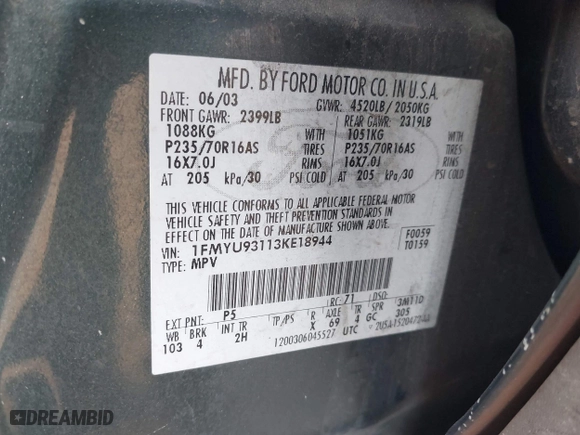 MFD. BY FORD MOTOR CO. IN U.S.A.
DATE: 06/03 GVWR: 4520LB / 2050KG
FRONT GAWR: 2399LB REAR GAWR: 2319LB
1088KG WITH 1051KG WITH
P235/70R16AS TIRES P235/70R16AS TIRES
16X7.0J RIMS 16X7.0J RIMS
AT 205 kPa/30 PSI COLD AT 205 kPa/30 PSI COLD
THIS VEHICLE CONFORMS TO ALL APPLICABLE FEDERAL MOTOR
VEHICLE SAFETY AND THEFT PREVENTION STANDARDS IN
EFFECT ON THE DATE OF MANUFACTURE SHOWN ABOVE.
VIN: 1FMYU93113KE18944 F0059
TYPE: MPV T0159
EXT PNT: P5 RC: 71 DSO:
WB BRK INT TR TP/PS R AXLE TR SPR 3M11D
103 4 2H X 69 4 GC 305
1200306045527 UTC
DREAMBID